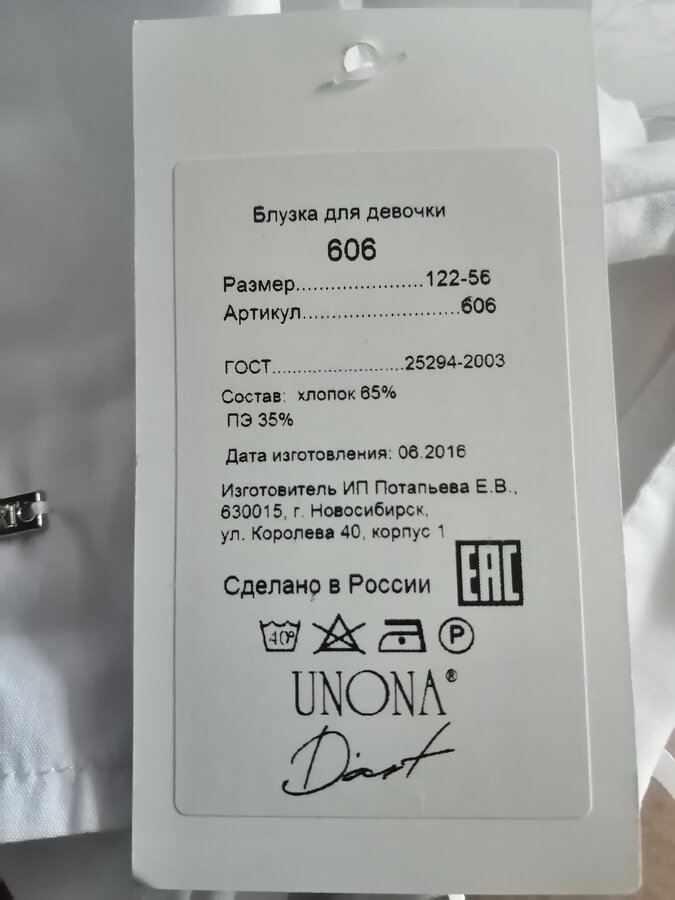 Блузка для девочки
606
Размер......................122-56
Артикул...........................606
ГОСТ.......................25294-2003
Состав: хлопок 65%
ПЭ 35%
Дата изготовления: 06.2016
Изготовитель ИП Потапьева Е.В.,
630015, г. Новосибирск,
ул. Королева 40, корпус 1
Сделано в России EAC
40° P
UNONA®
D'art